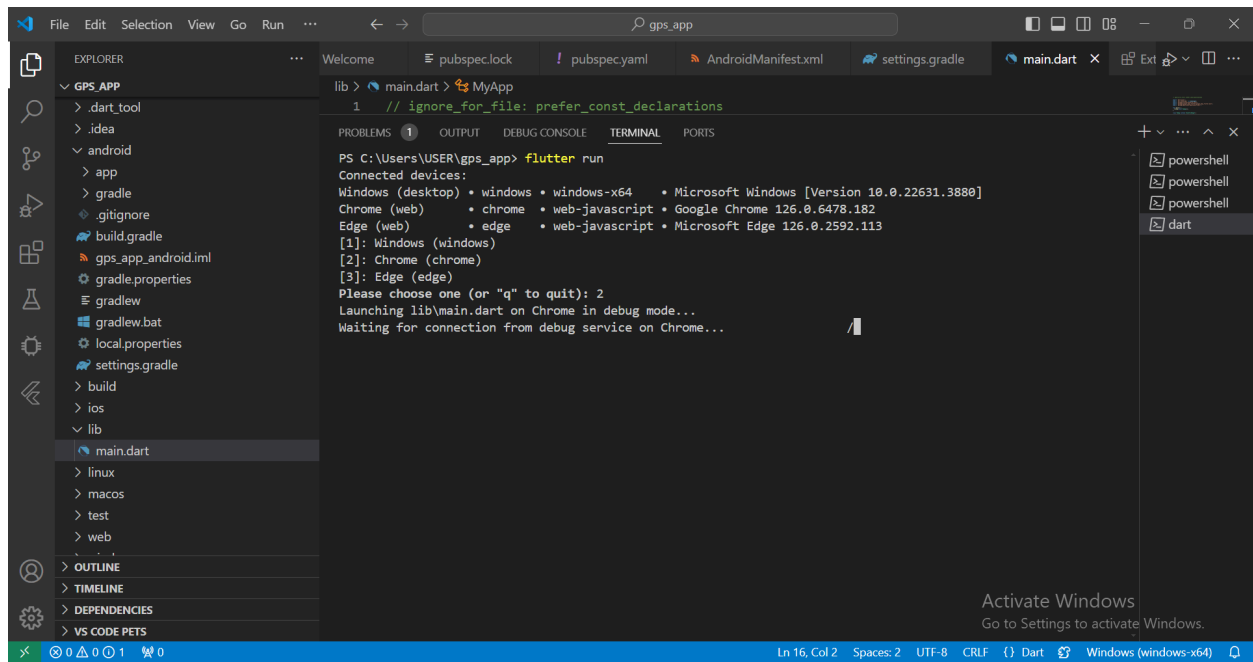 File Edit Selection View Go Run ··· ← → gps_app
EXPLORER ···
GPS_APP
.dart_tool
.idea
android
app
gradle
.gitignore
build.gradle
gps_app_android.iml
gradle.properties
gradlew
gradlew.bat
local.properties
settings.gradle
build
ios
lib
main.dart
linux
macos
test
web
OUTLINE
TIMELINE
DEPENDENCIES
VS CODE PETS
Welcome pubspec.lock ! pubspec.yaml AndroidManifest.xml settings.gradle main.dart Ext
lib > main.dart > MyApp
1 // ignore_for_file: prefer_const_declarations
PROBLEMS 1 OUTPUT DEBUG CONSOLE TERMINAL PORTS
PS C:\Users\USER\gps_app> flutter run
Connected devices:
Windows (desktop) • windows • windows-x64 • Microsoft Windows [Version 10.0.22631.3880]
Chrome (web) • chrome • web-javascript • Google Chrome 126.0.6478.182
Edge (web) • edge • web-javascript • Microsoft Edge 126.0.2592.113
[1]: Windows (windows)
[2]: Chrome (chrome)
[3]: Edge (edge)
Please choose one (or "q" to quit): 2
Launching lib\main.dart on Chrome in debug mode...
Waiting for connection from debug service on Chrome... /
powershell
powershell
powershell
dart
Activate Windows
Go to Settings to activate Windows.
0 0 1 0 Ln 16, Col 2 Spaces: 2 UTF-8 CRLF {} Dart Windows (windows-x64)